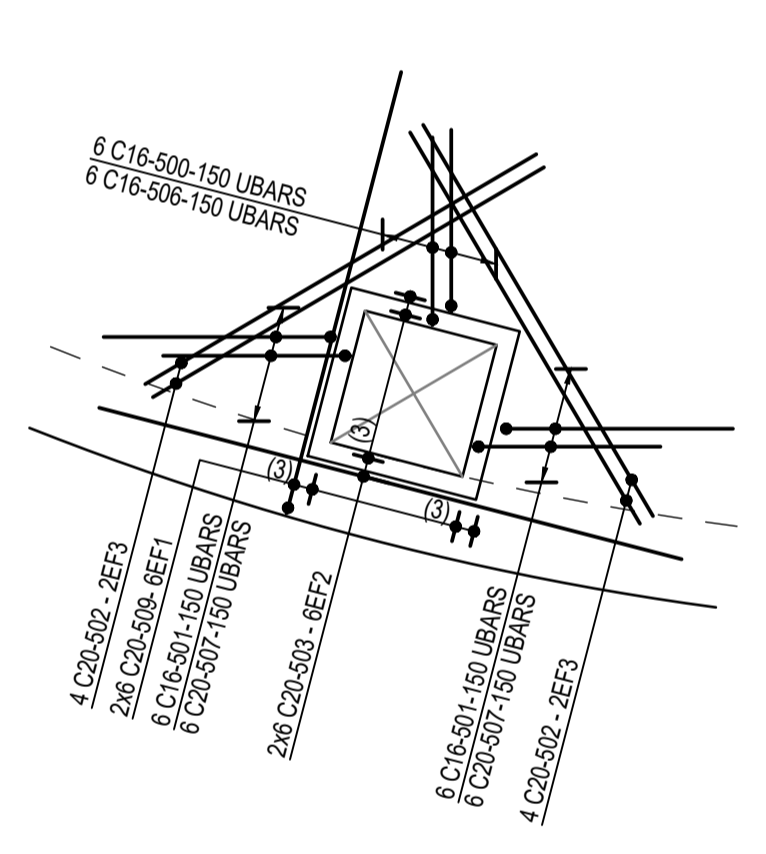 6 C16-500-150 UBARS
6 C16-506-150 UBARS
(3)
(3)
(3)
4 C20-502 - 2EF3
2x6 C20-509- 6EF1
6 C16-501-150 UBARS
6 C20-507-150 UBARS
2x6 C20-503 - 6EF2
6 C16-501-150 UBARS
6 C20-507-150 UBARS
4 C20-502 - 2EF3